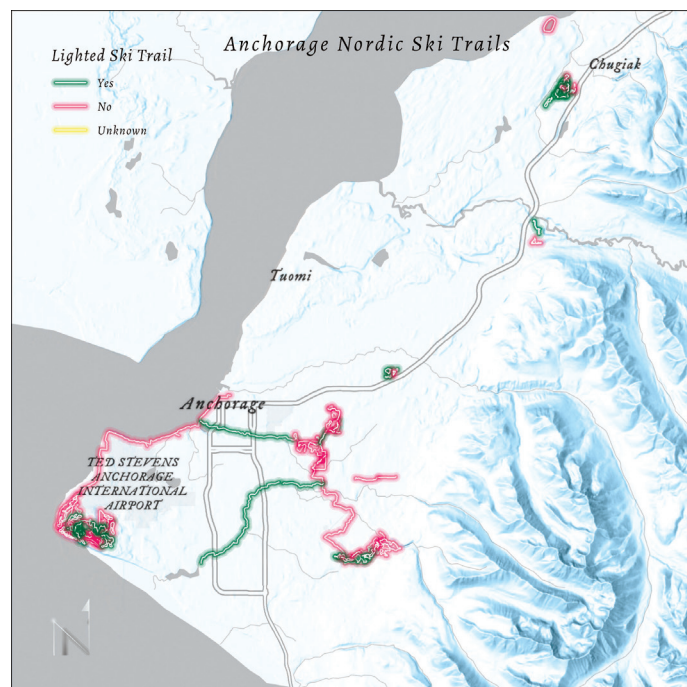 Anchorage Nordic Ski Trails
Lighted Ski Trail
Yes
No
Unknown
Chugiak
Tuomi
Anchorage
TED STEVENS
ANCHORAGE
INTERNATIONAL
AIRPORT
N